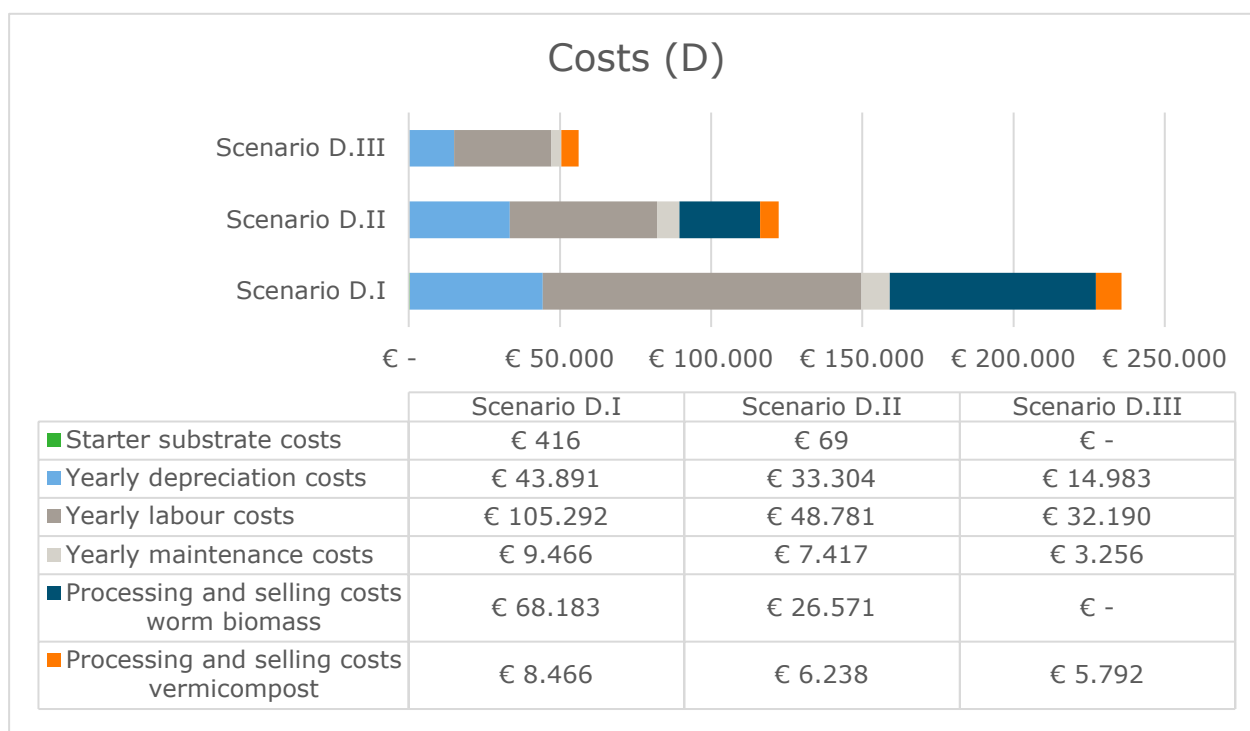 Costs (D)
Scenario D.III
Scenario D.II
Scenario D.I
€ - € 50.000 € 100.000 € 150.000 € 200.000 € 250.000
Scenario D.I Scenario D.II Scenario D.III
Starter substrate costs € 416 € 69 € -
Yearly depreciation costs € 43.891 € 33.304 € 14.983
Yearly labour costs € 105.292 € 48.781 € 32.190
Yearly maintenance costs € 9.466 € 7.417 € 3.256
Processing and selling costs
worm biomass € 68.183 € 26.571 € -
Processing and selling costs
vermicompost € 8.466 € 6.238 € 5.792